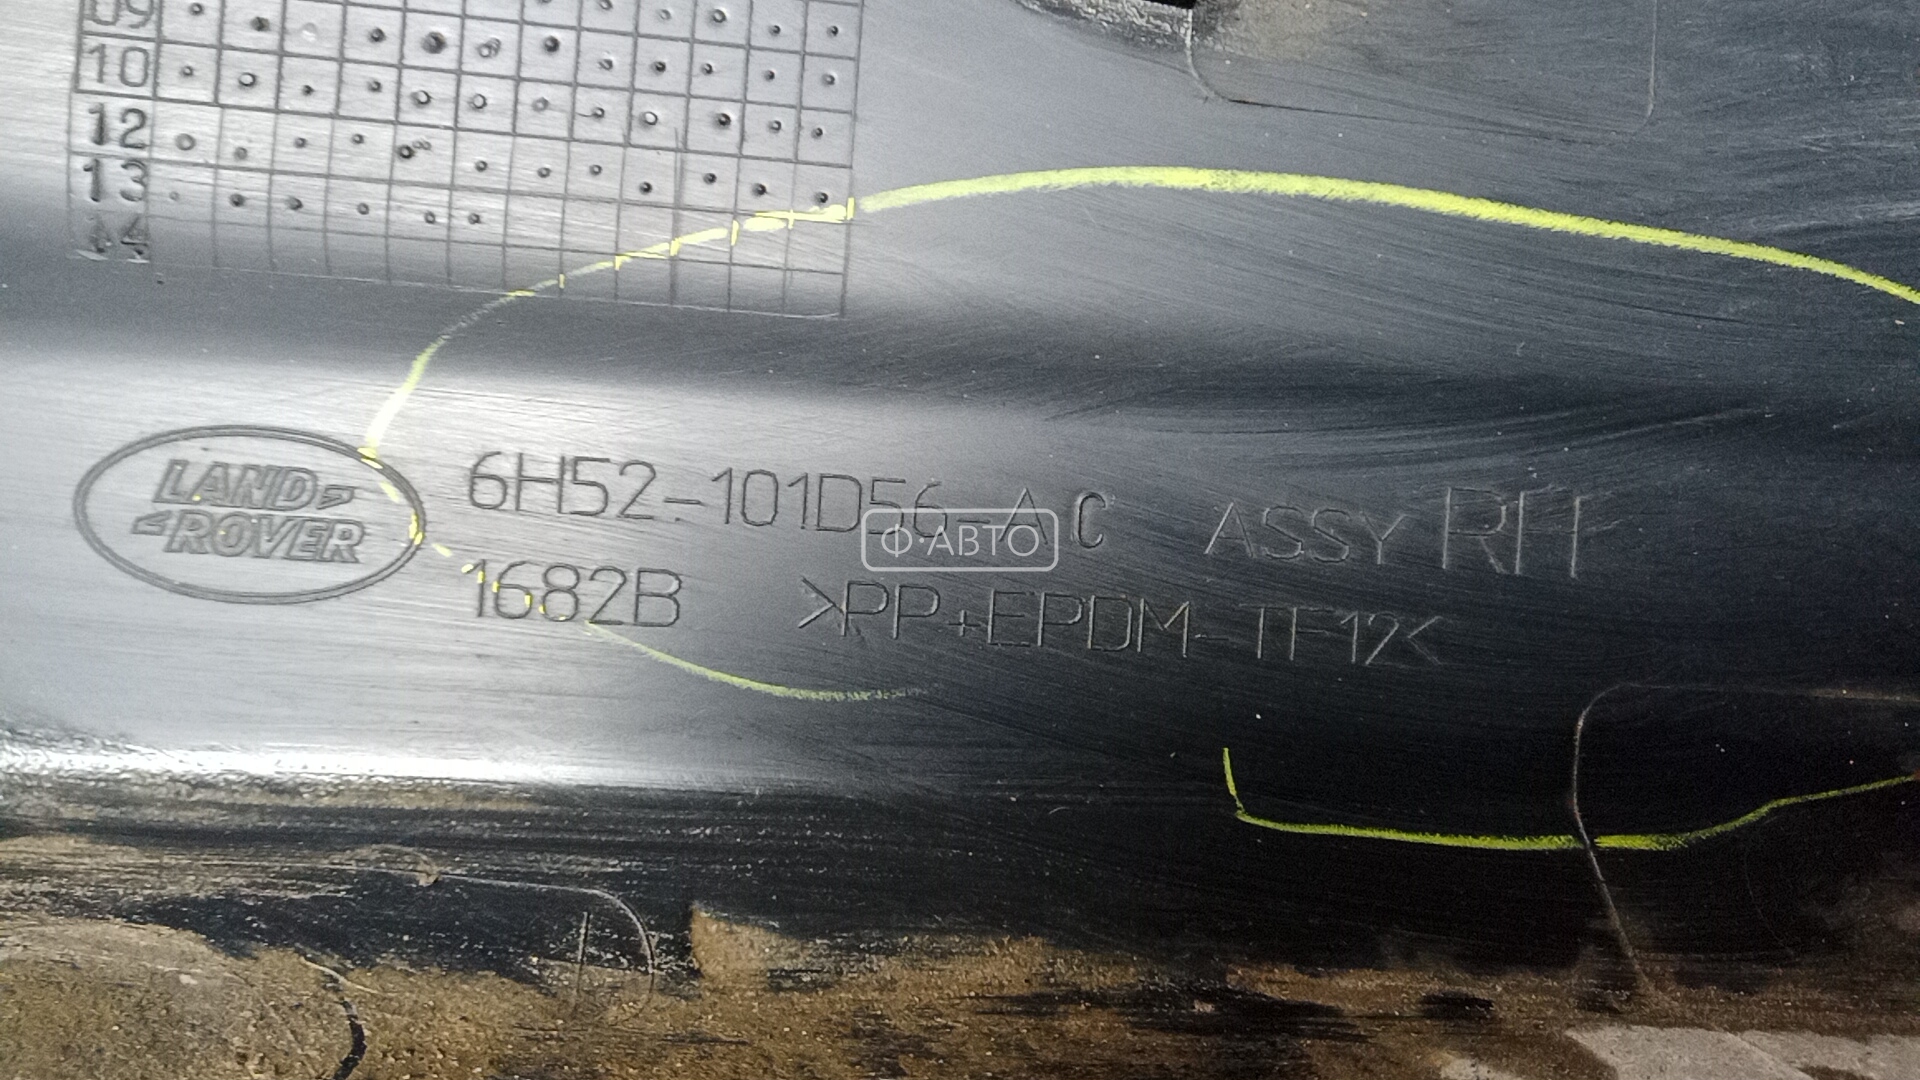 09
10
12
13
14
LAND
ROVER
6H52-101D56-AC ASSY RH
1682B >PP+EPDM-TF12<
Ф·АВТО